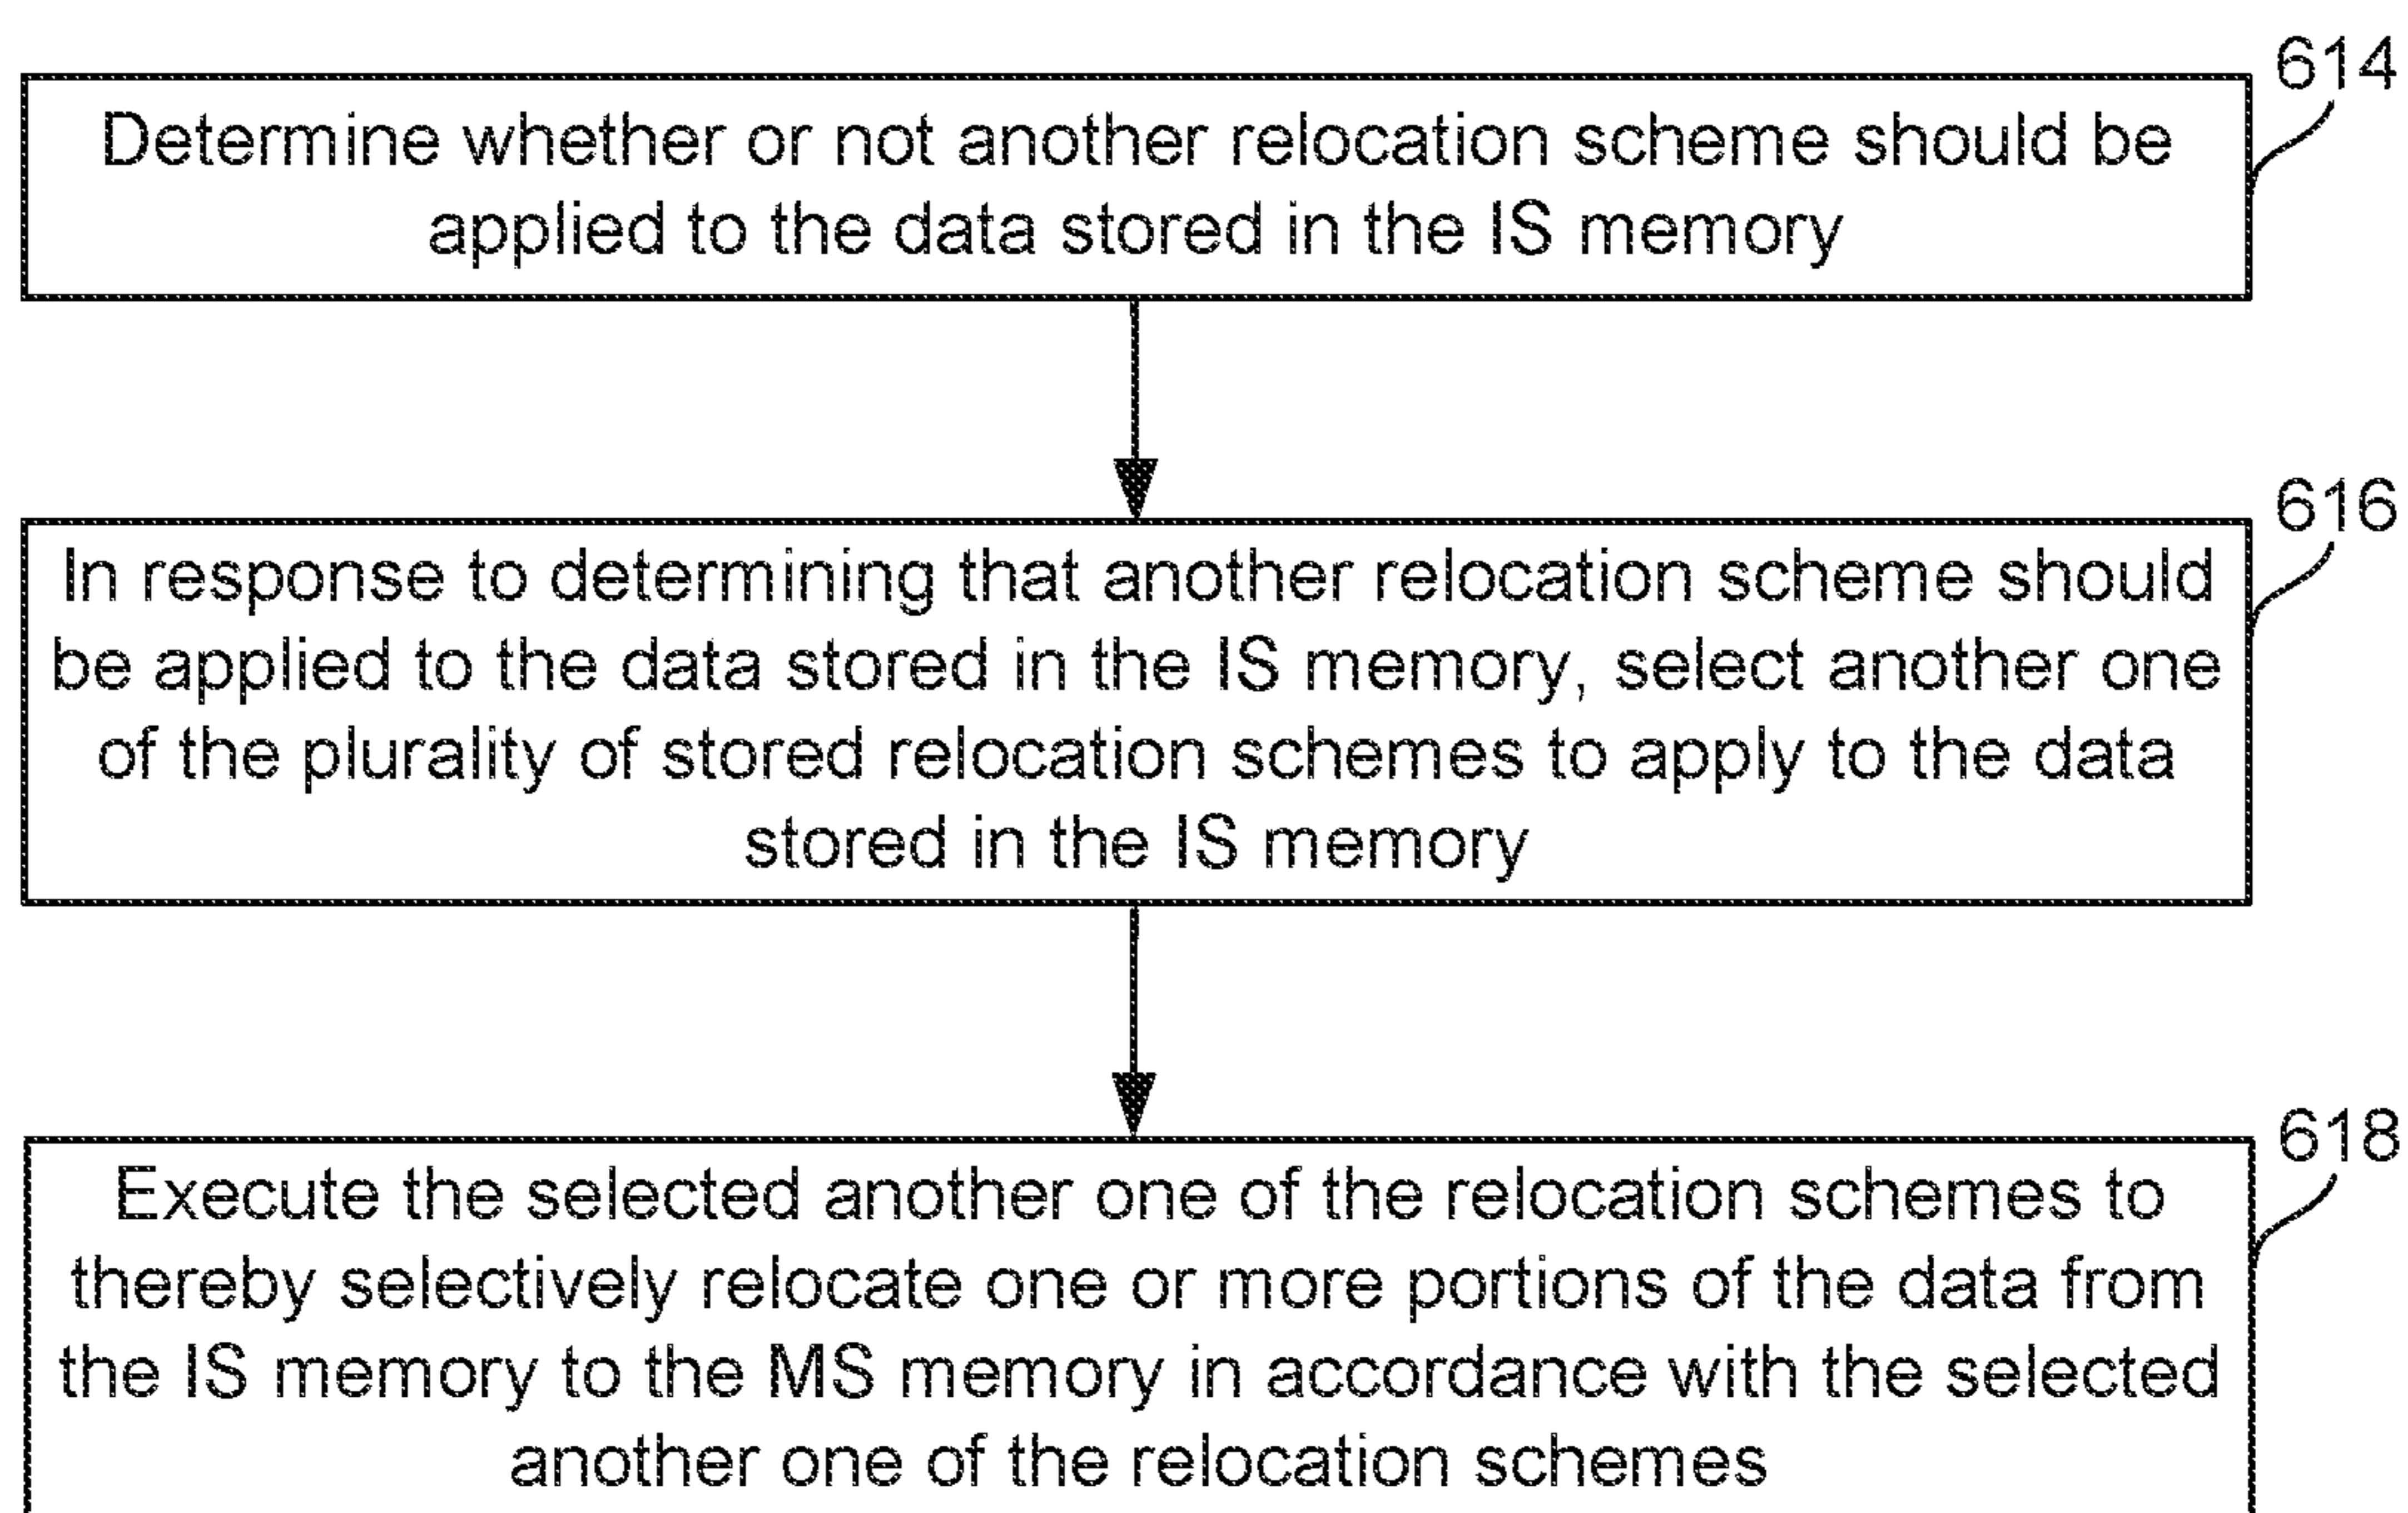 614
Determine whether or not another relocation scheme should be
applied to the data stored in the IS memory
616
In response to determining that another relocation scheme should
be applied to the data stored in the IS memory, select another one
of the plurality of stored relocation schemes to apply to the data
stored in the IS memory
618
Execute the selected another one of the relocation schemes to
thereby selectively relocate one or more portions of the data from
the IS memory to the MS memory in accordance with the selected
another one of the relocation schemes